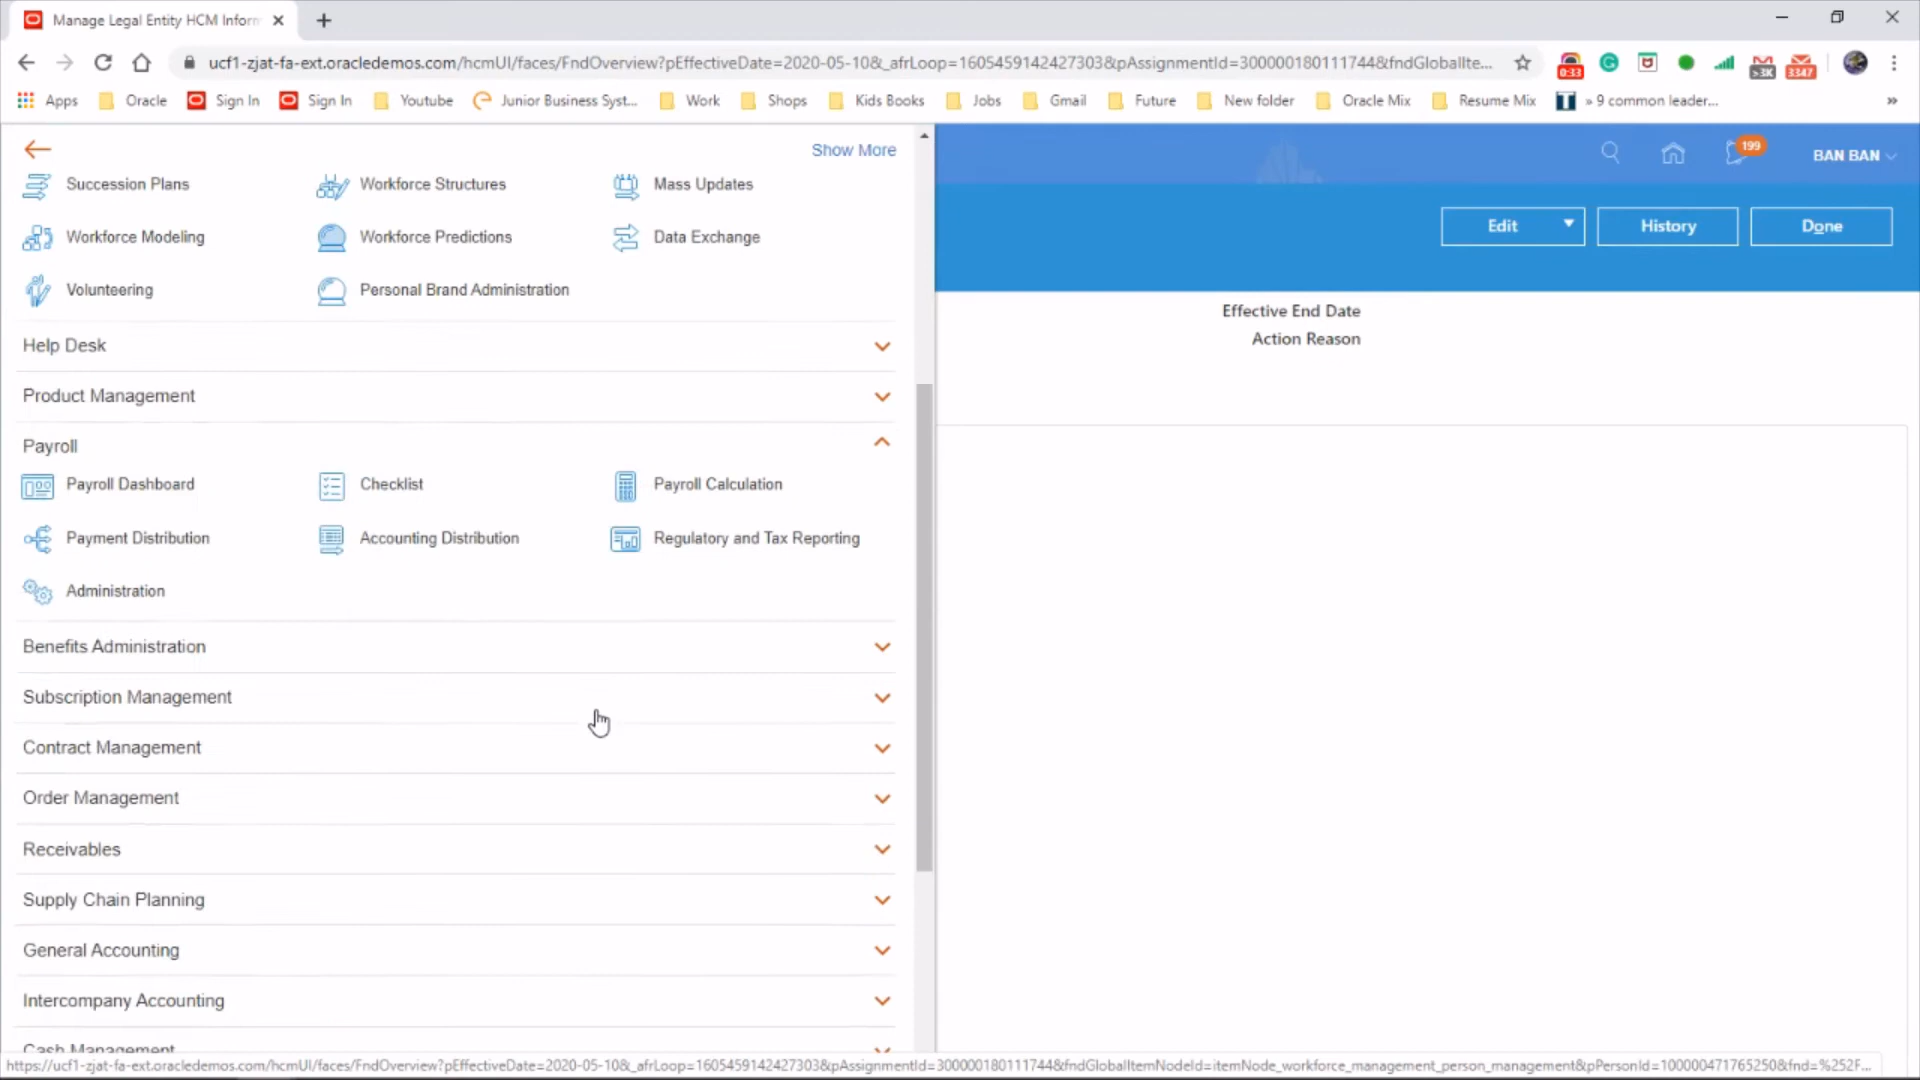 Manage Legal Entity HCM Inform
ucf1-zjat-fa-ext.oracledemos.com/hcmUI/faces/FndOverview?pEffectiveDate=2020-05-10&_afrLoop=1605459142427303&pAssignmentId=300000180111744&fndGlobalIte...
0:33
>3K
3347
Apps
Oracle
Sign In
Sign In
Youtube
Junior Business Syst...
Work
Shops
Kids Books
Jobs
Gmail
Future
New folder
Oracle Mix
Resume Mix
» 9 common leader...
»
Show More
199
BAN BAN
Succession Plans
Workforce Structures
Mass Updates
Edit
History
Done
Workforce Modeling
Workforce Predictions
Data Exchange
Volunteering
Personal Brand Administration
Effective End Date
Action Reason
Help Desk
Product Management
Payroll
Payroll Dashboard
Checklist
Payroll Calculation
Payment Distribution
Accounting Distribution
Regulatory and Tax Reporting
Administration
Benefits Administration
Subscription Management
Contract Management
Order Management
Receivables
Supply Chain Planning
General Accounting
Intercompany Accounting
Cash Management
https://ucf1-zjat-fa-ext.oracledemos.com/hcmUI/faces/FndOverview?pEffectiveDate=2020-05-10&_afrLoop=1605459142427303&pAssignmentId=300000180111744&fndGlobalItemNodeId=itemNode_workforce_management_person_management&pPersonId=100000471765250&fnd=%252F...